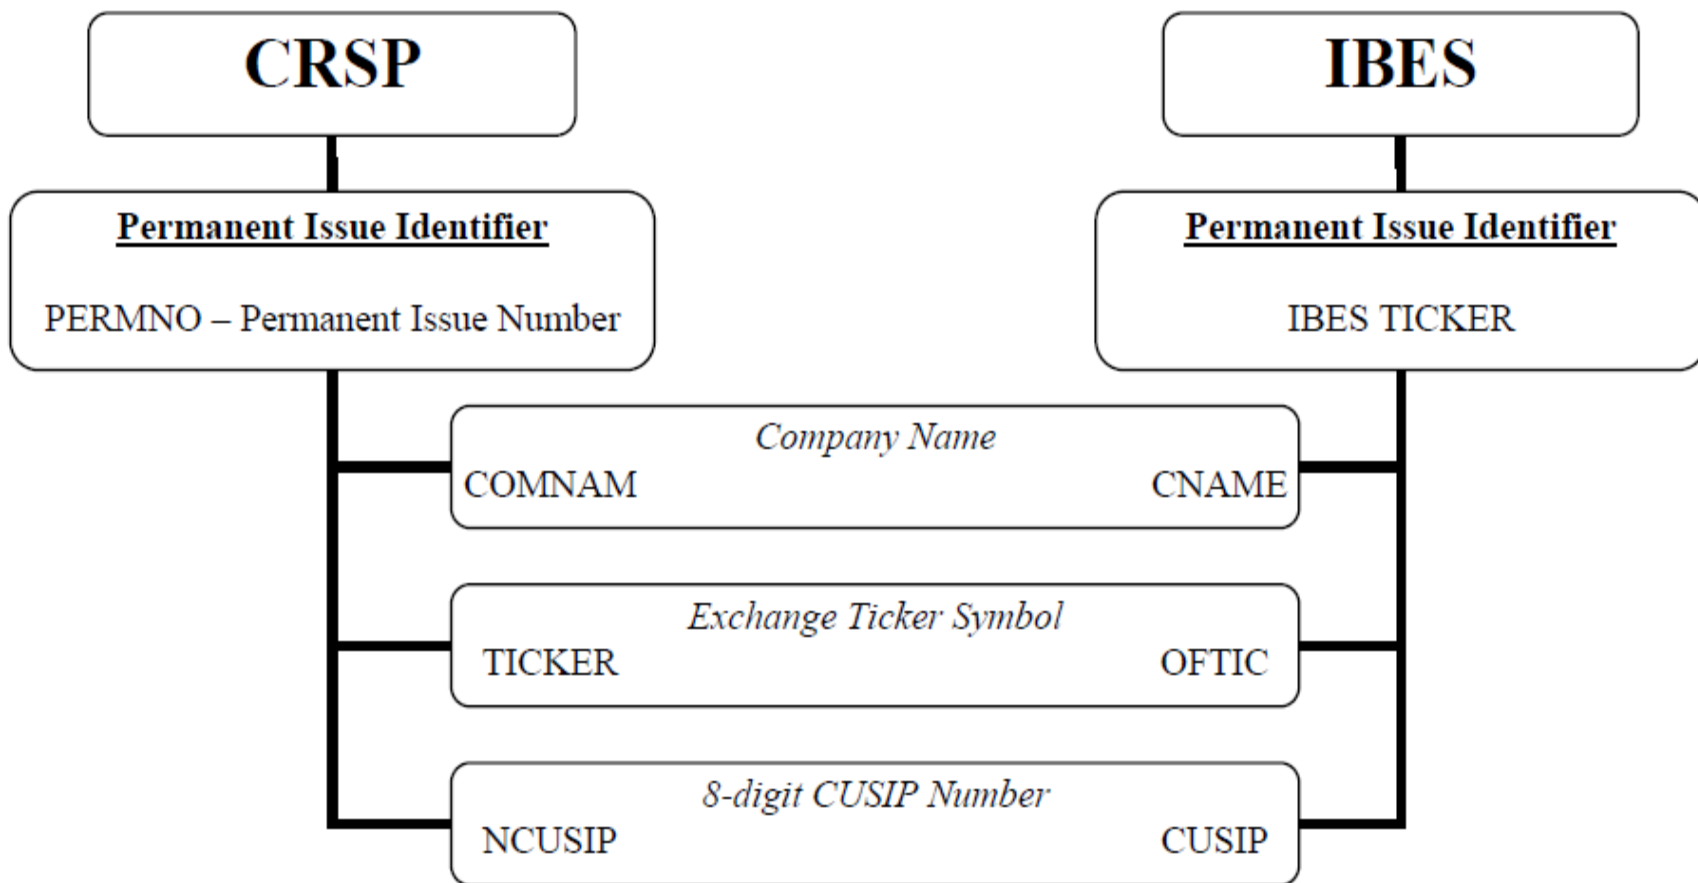 CRSP
IBES
Permanent Issue Identifier
PERMNO – Permanent Issue Number
Permanent Issue Identifier
IBES TICKER
Company Name
COMNAM CNAME
Exchange Ticker Symbol
TICKER OFTIC
8-digit CUSIP Number
NCUSIP CUSIP